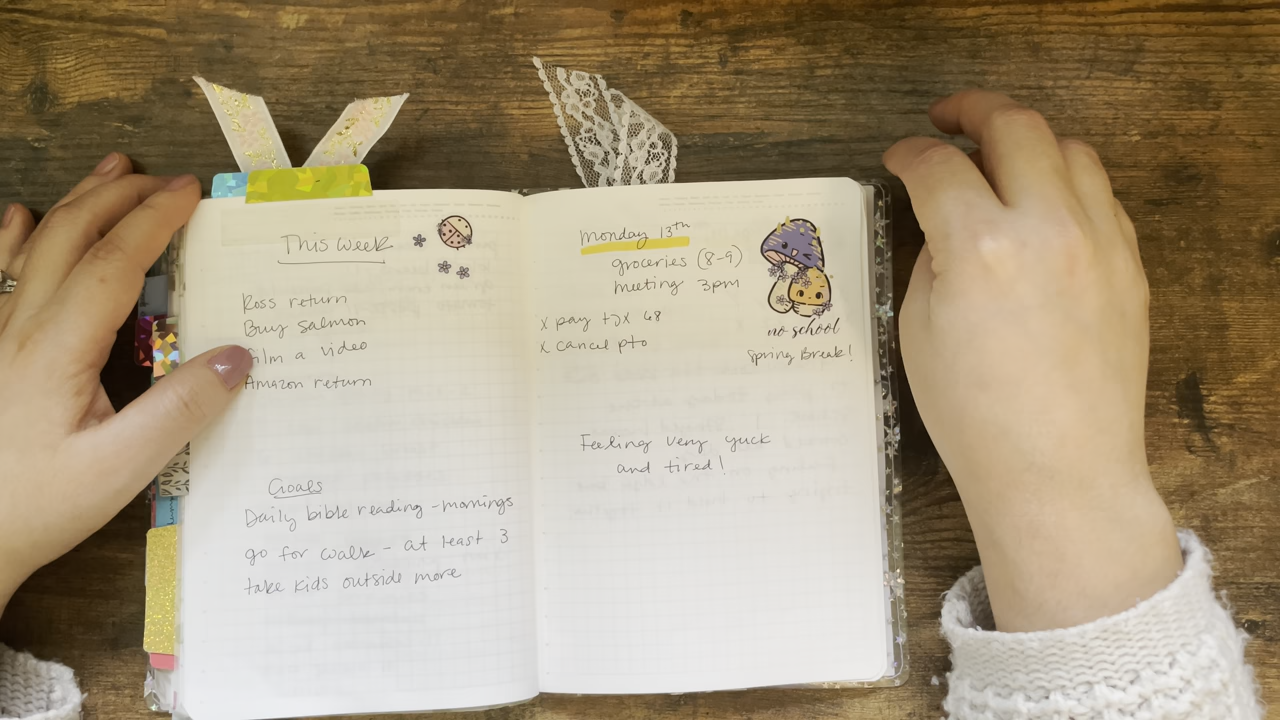 This Week
Ross return
Buy salmon
film a video
Amazon return
Goals
Daily bible reading - mornings
go for walk - at least 3
take kids outside more
Monday 13th
groceries (8-9)
meeting 3pm
x pay 68
x cancel pto
no school
Spring Break!
Feeling very yuck
and tired!